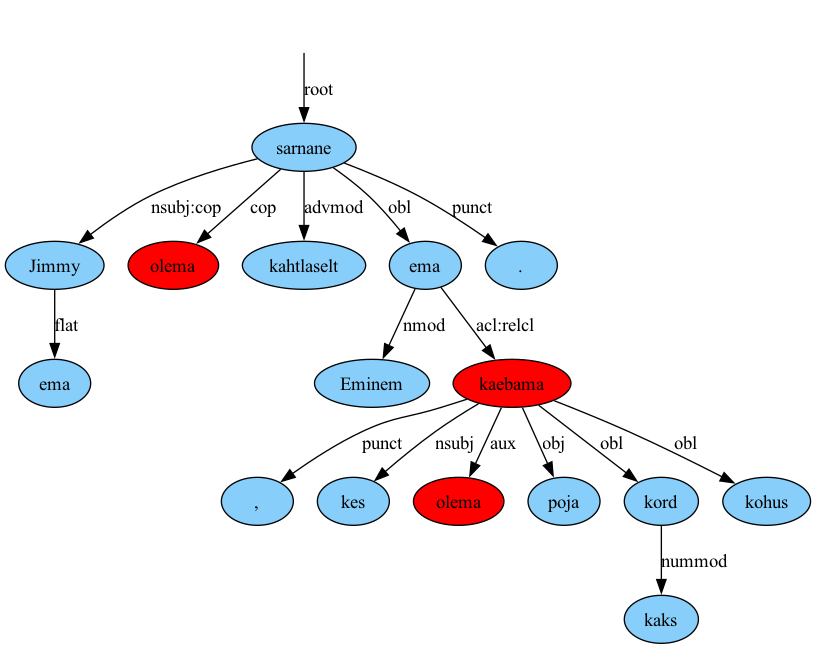 root
sarnane
nsubj:cop cop advmod obl punct
Jimmy olema kahtlaselt ema .
flat nmod acl:relcl
ema Eminem kaebama
punct nsubj aux obj obl obl
, kes olema poja kord kohus
nummod
kaks